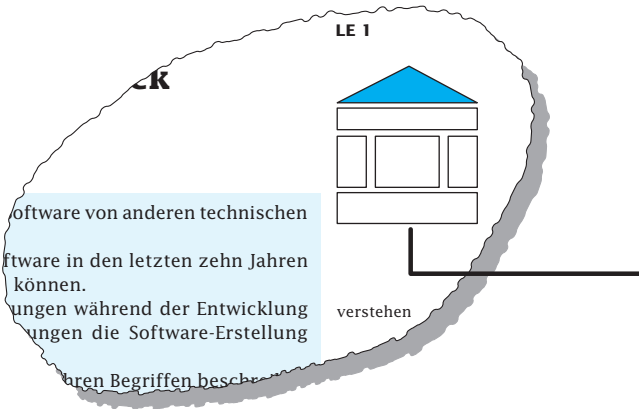 LE 1
ck
oftware von anderen technischen
ftware in den letzten zehn Jahren
können.
ungen während der Entwicklung
verstehen
ungen die Software-Erstellung
hren Begriffen